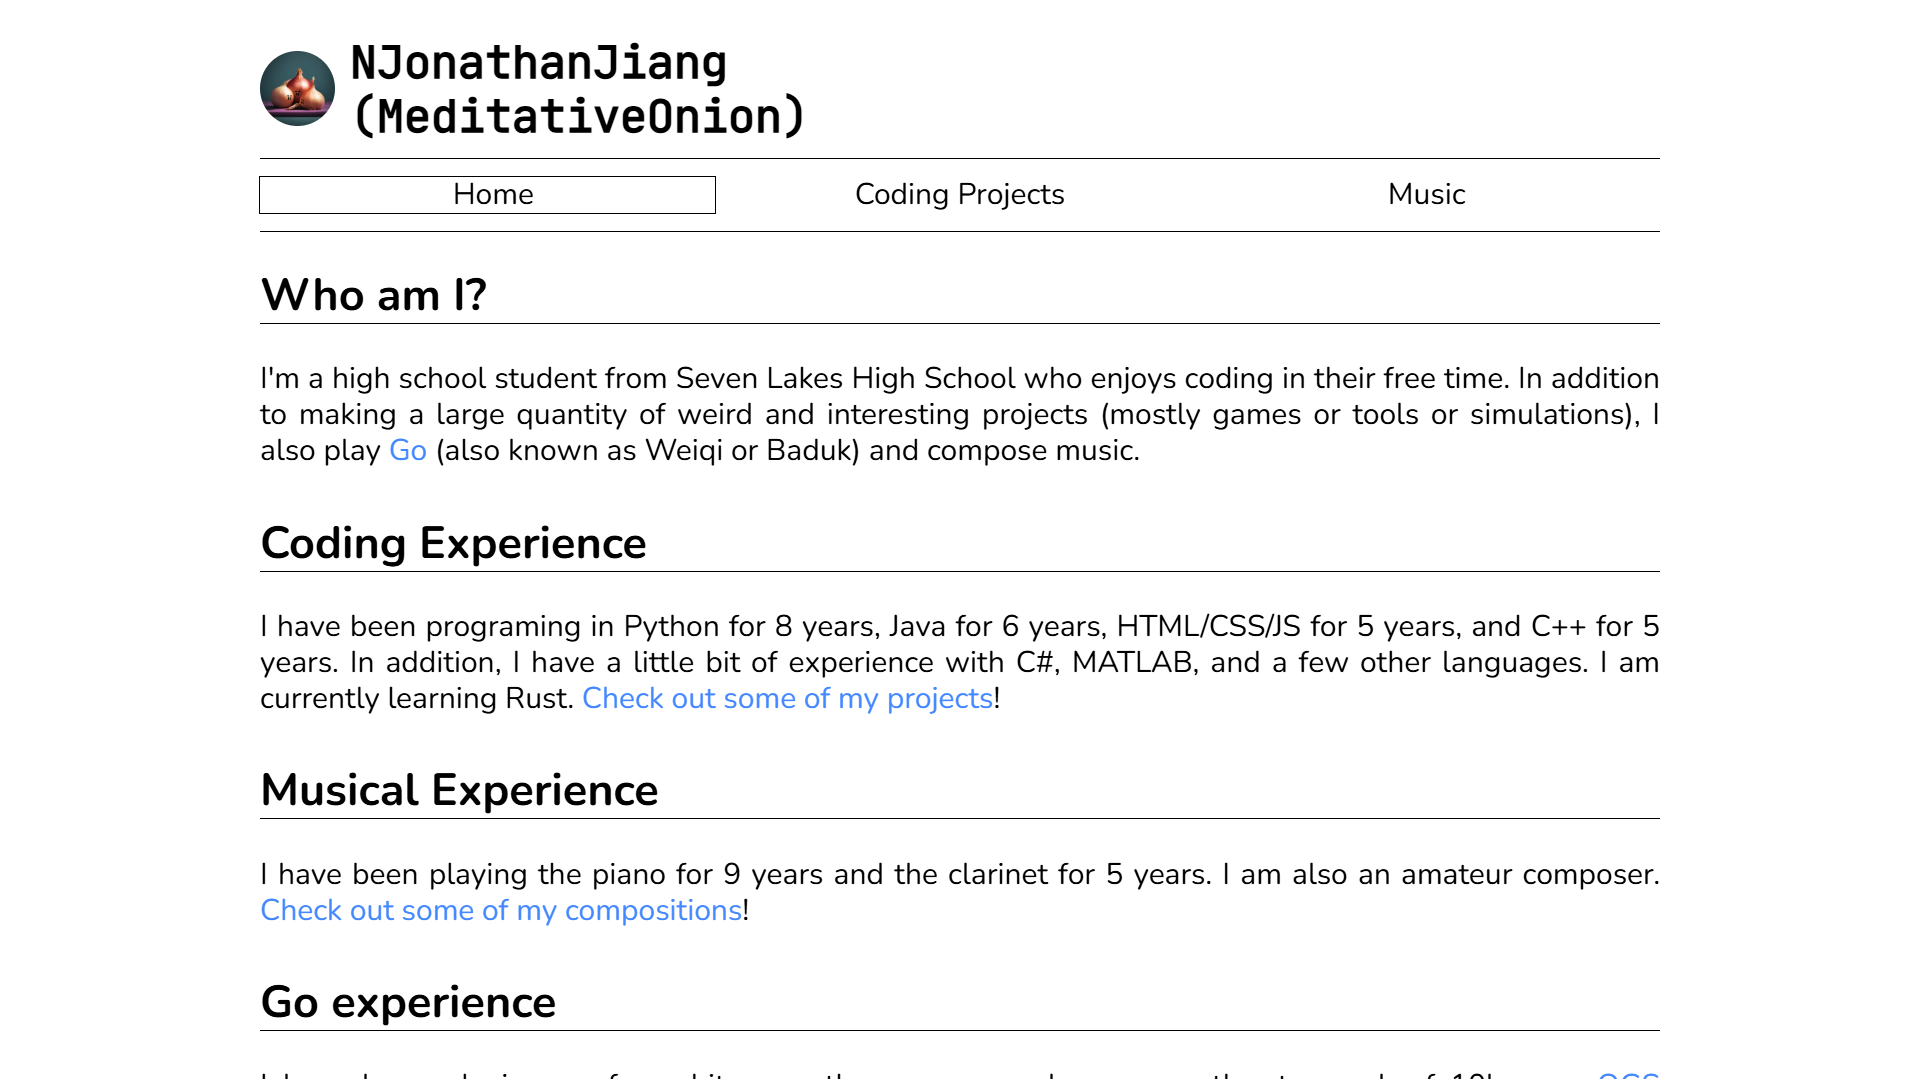 NJonathanJiang
(MeditativeOnion)
Home Coding Projects Music
Who am I?
I'm a high school student from Seven Lakes High School who enjoys coding in their free time. In addition
to making a large quantity of weird and interesting projects (mostly games or tools or simulations), I
also play Go (also known as Weiqi or Baduk) and compose music.
Coding Experience
I have been programing in Python for 8 years, Java for 6 years, HTML/CSS/JS for 5 years, and C++ for 5
years. In addition, I have a little bit of experience with C#, MATLAB, and a few other languages. I am
currently learning Rust. Check out some of my projects!
Musical Experience
I have been playing the piano for 9 years and the clarinet for 5 years. I am also an amateur composer.
Check out some of my compositions!
Go experience